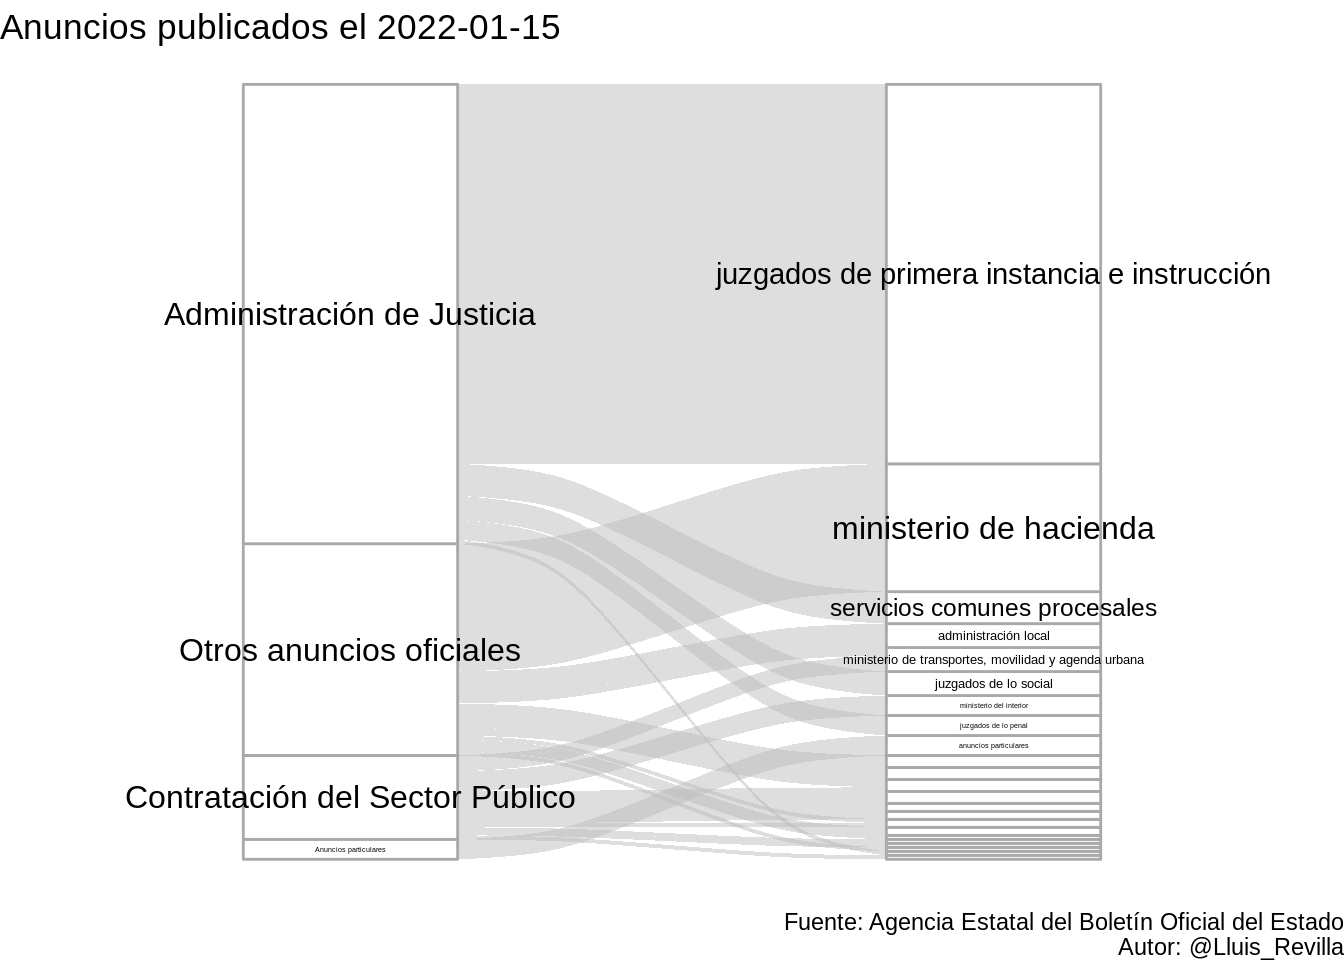 Anuncios publicados el 2022-01-15
juzgados de primera instancia e instrucción
Administración de Justicia
ministerio de hacienda
servicios comunes procesales
administración local
Otros anuncios oficiales
ministerio de transportes, movilidad y agenda urbana
juzgados de lo social
ministerio del interior
juzgados de lo penal
anuncios particulares
Contratación del Sector Público
Anuncios particulares
Fuente: Agencia Estatal del Boletín Oficial del Estado
Autor: @Lluis_Revilla